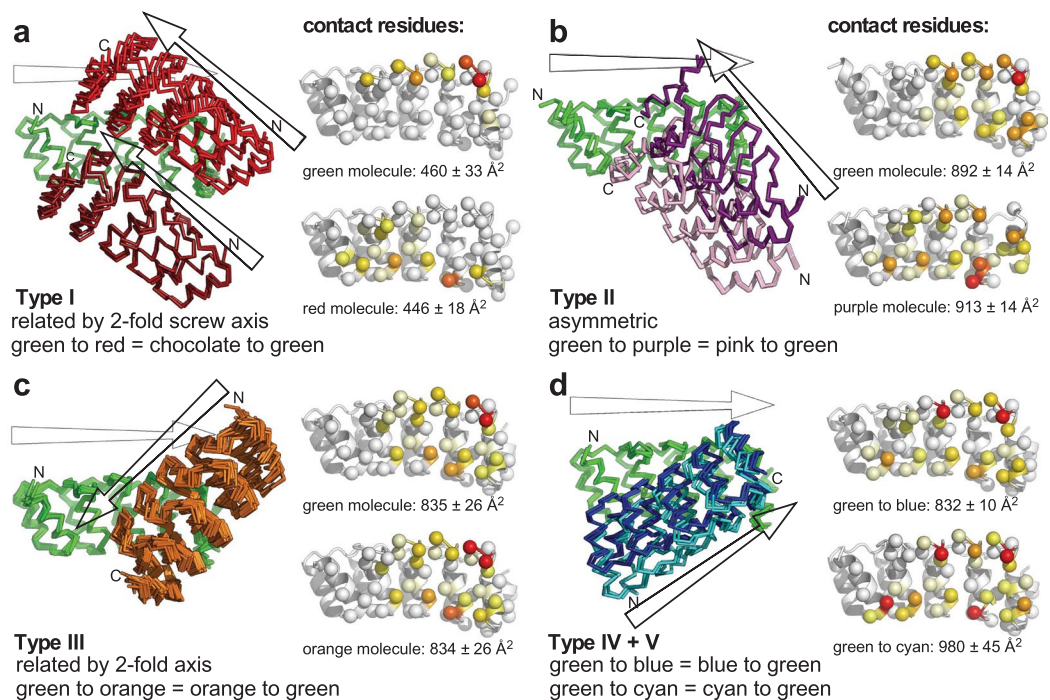 a
contact residues:
C
N
N
C
N
green molecule: 460 ± 33 Å2
red molecule: 446 ± 18 Å2
Type I
related by 2-fold screw axis
green to red = chocolate to green
b
contact residues:
N
C
C
N
N
green molecule: 892 ± 14 Å2
purple molecule: 913 ± 14 Å2
Type II
asymmetric
green to purple = pink to green
c
N
N
C
green molecule: 835 ± 26 Å2
orange molecule: 834 ± 26 Å2
Type III
related by 2-fold axis
green to orange = orange to green
d
N
C
N
green to blue: 832 ± 10 Å2
green to cyan: 980 ± 45 Å2
Type IV + V
green to blue = blue to green
green to cyan = cyan to green